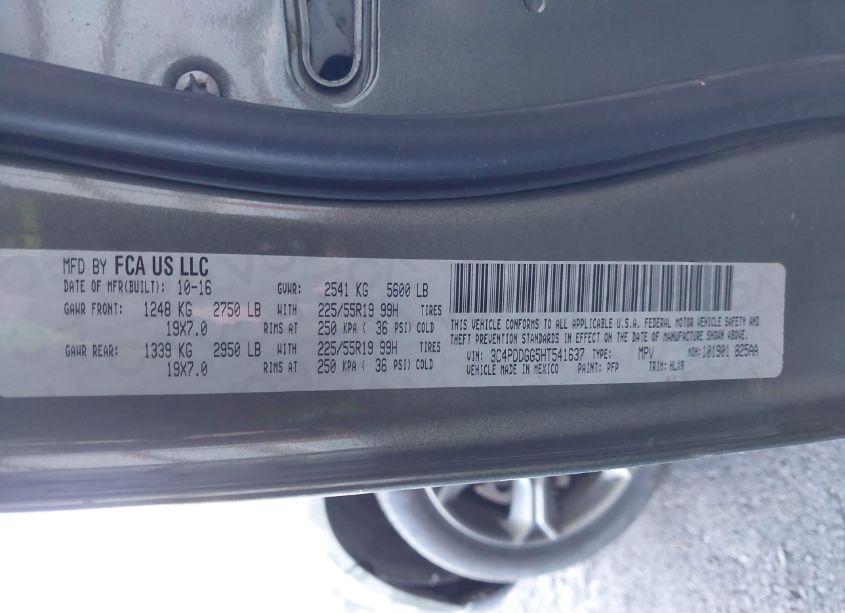 MFD BY FCA US LLC
DATE OF MFR(BUILT): 10-16 GVWR: 2541 KG 5600 LB
GAWR FRONT: 1248 KG 2750 LB WITH 225/55R19 99H TIRES
19X7.0 RIMS AT 250 KPA ( 36 PSI) COLD
GAWR REAR: 1339 KG 2950 LB WITH 225/55R19 99H TIRES
19X7.0 RIMS AT 250 KPA ( 36 PSI) COLD
THIS VEHICLE CONFORMS TO ALL APPLICABLE U.S.A. FEDERAL MOTOR VEHICLE SAFETY AND
THEFT PREVENTION STANDARDS IN EFFECT ON THE DATE OF MANUFACTURE SHOWN ABOVE.
VIN: 3C4PDDGG5HT541637 TYPE: MPV MDH: 101901 825AA
VEHICLE MADE IN MEXICO PAINT: PFP TRIM: HLX9